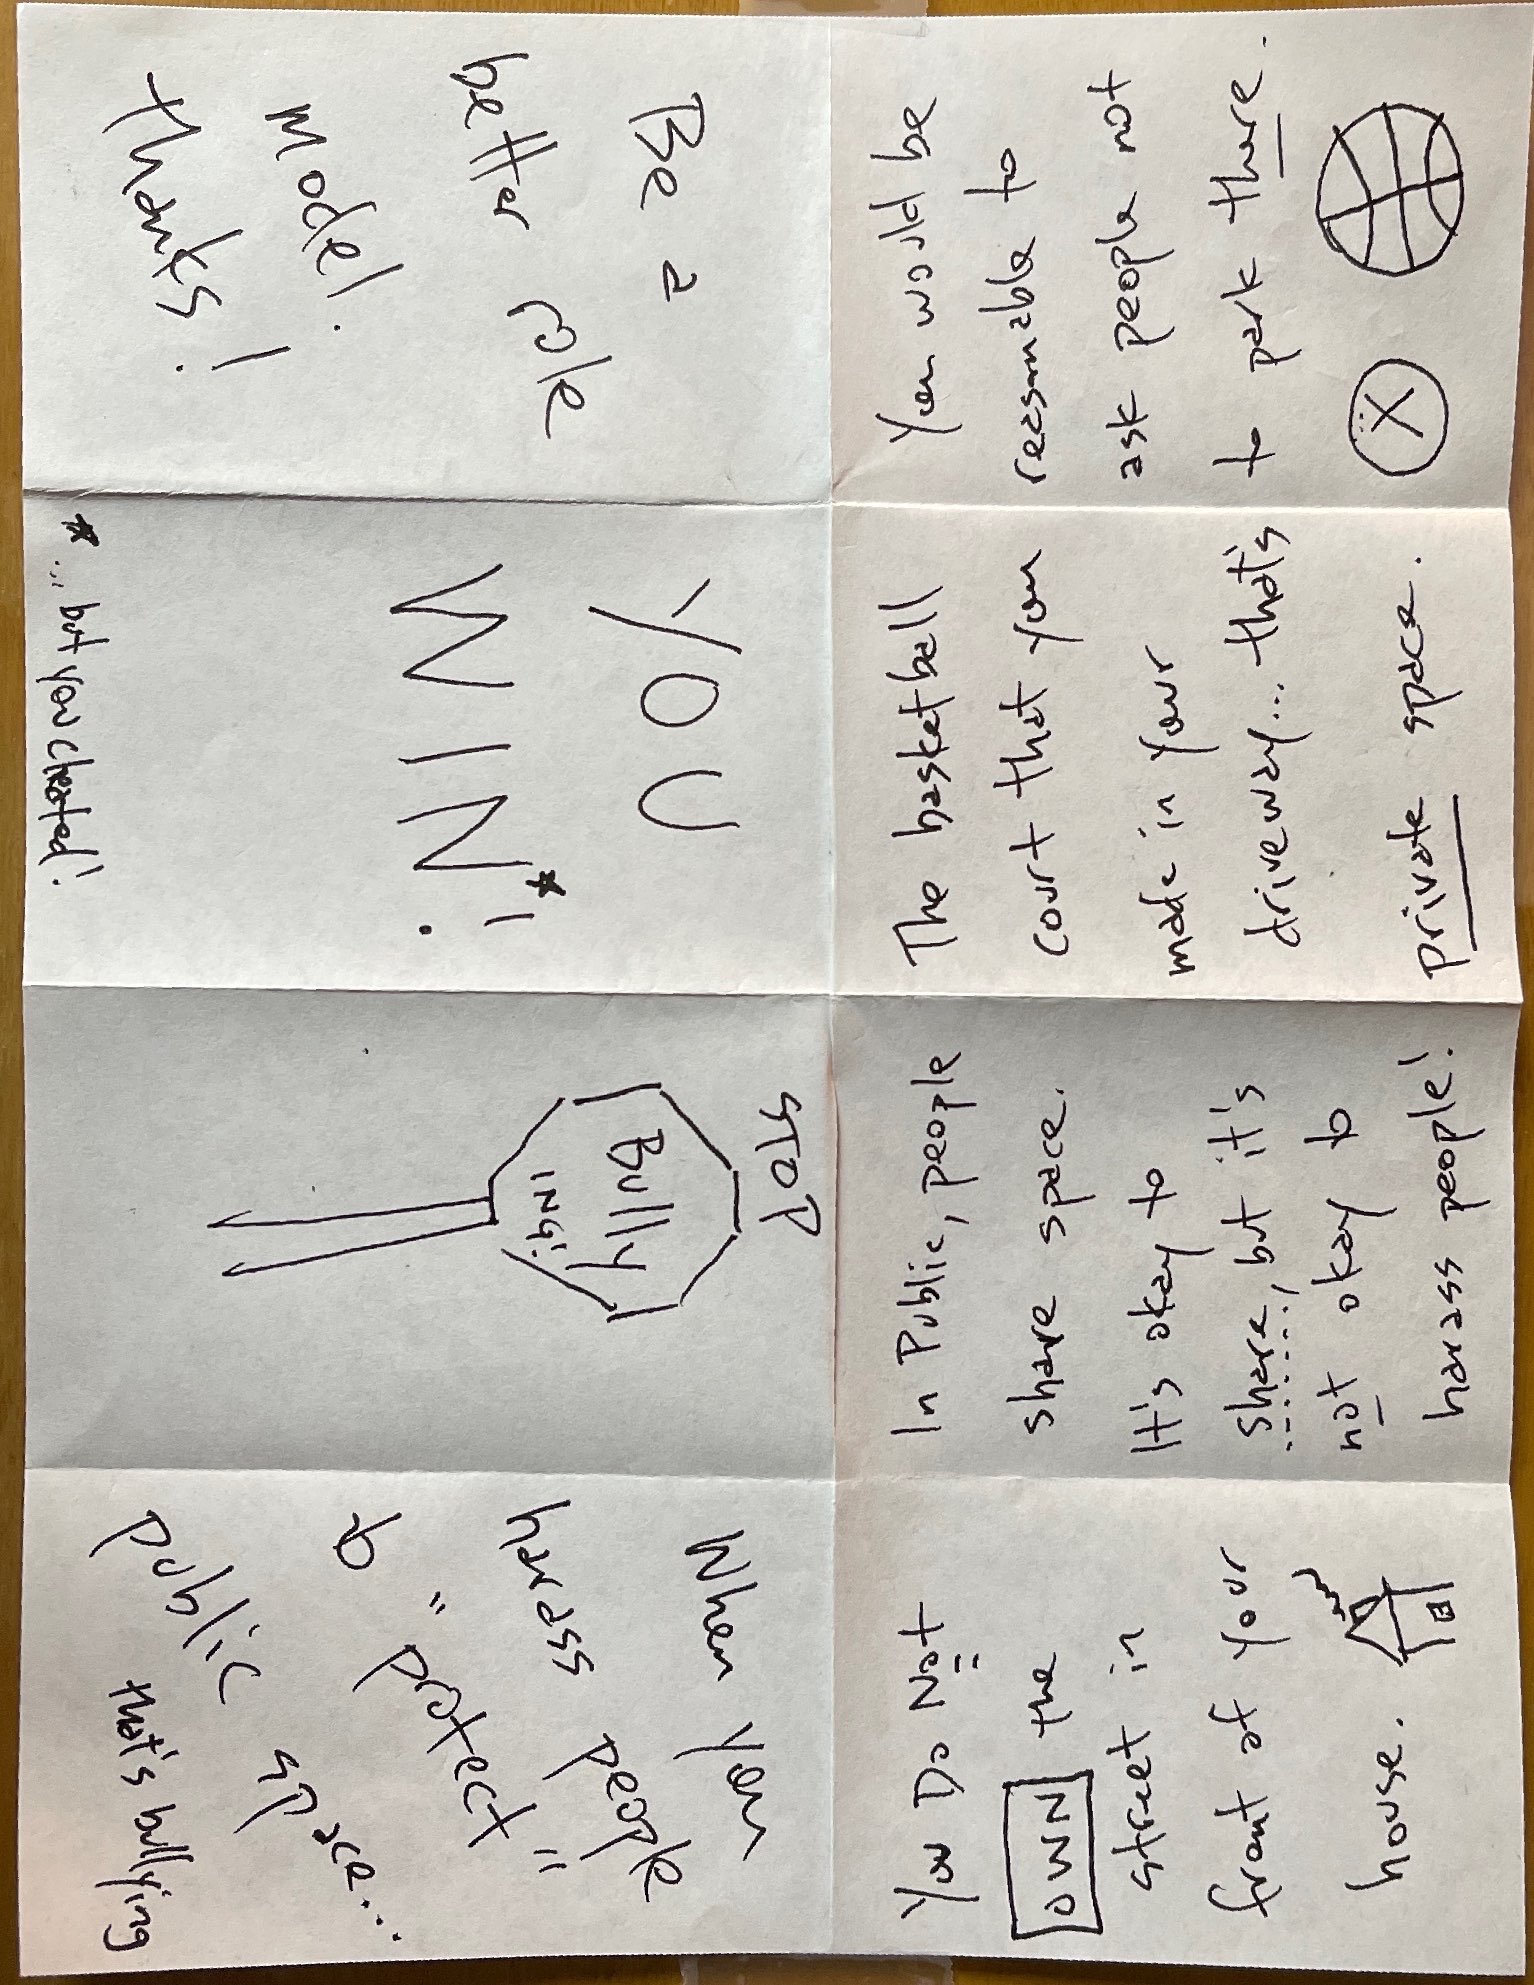 STOP
Bully
ING!
When you
harass people
to "protect"
public space...
that's bullying
You Do Not
OWN the
street in
front of your
house.
In Public, people
share space.
It's okay to
share, but it's
not okay to
harass people!
The basketball
court that you
made in your
driveway... that's
private space.
You would be
reasonable to
ask people not
to park there.
Be a
better role
model.
Thanks!
YOU
WIN*!
*... but you cheated!